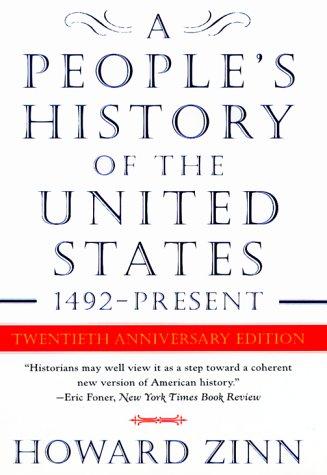 A
PEOPLE'S
HISTORY
OF THE
UNITED
STATES
1492–PRESENT
TWENTIETH ANNIVERSARY EDITION
"Historians may well view it as a step toward a coherent
new version of American history."
—Eric Foner, New York Times Book Review
HOWARD ZINN